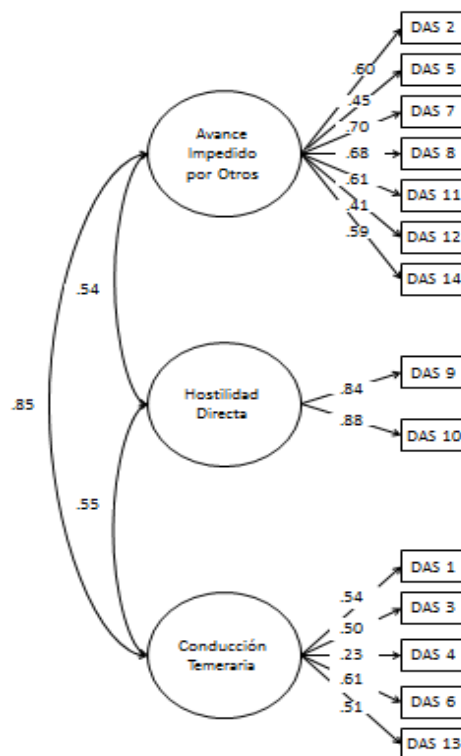 DAS 2
.60
DAS 5
.45
DAS 7
.70
Avance
Impedido
por Otros
.68
DAS 8
.61
DAS 11
.41
DAS 12
.59
DAS 14
.54
.85
Hostilidad
Directa
.84
DAS 9
.88
DAS 10
.55
DAS 1
.54
DAS 3
.50
Conducción
Temeraria
.23
DAS 4
.61
DAS 6
.51
DAS 13